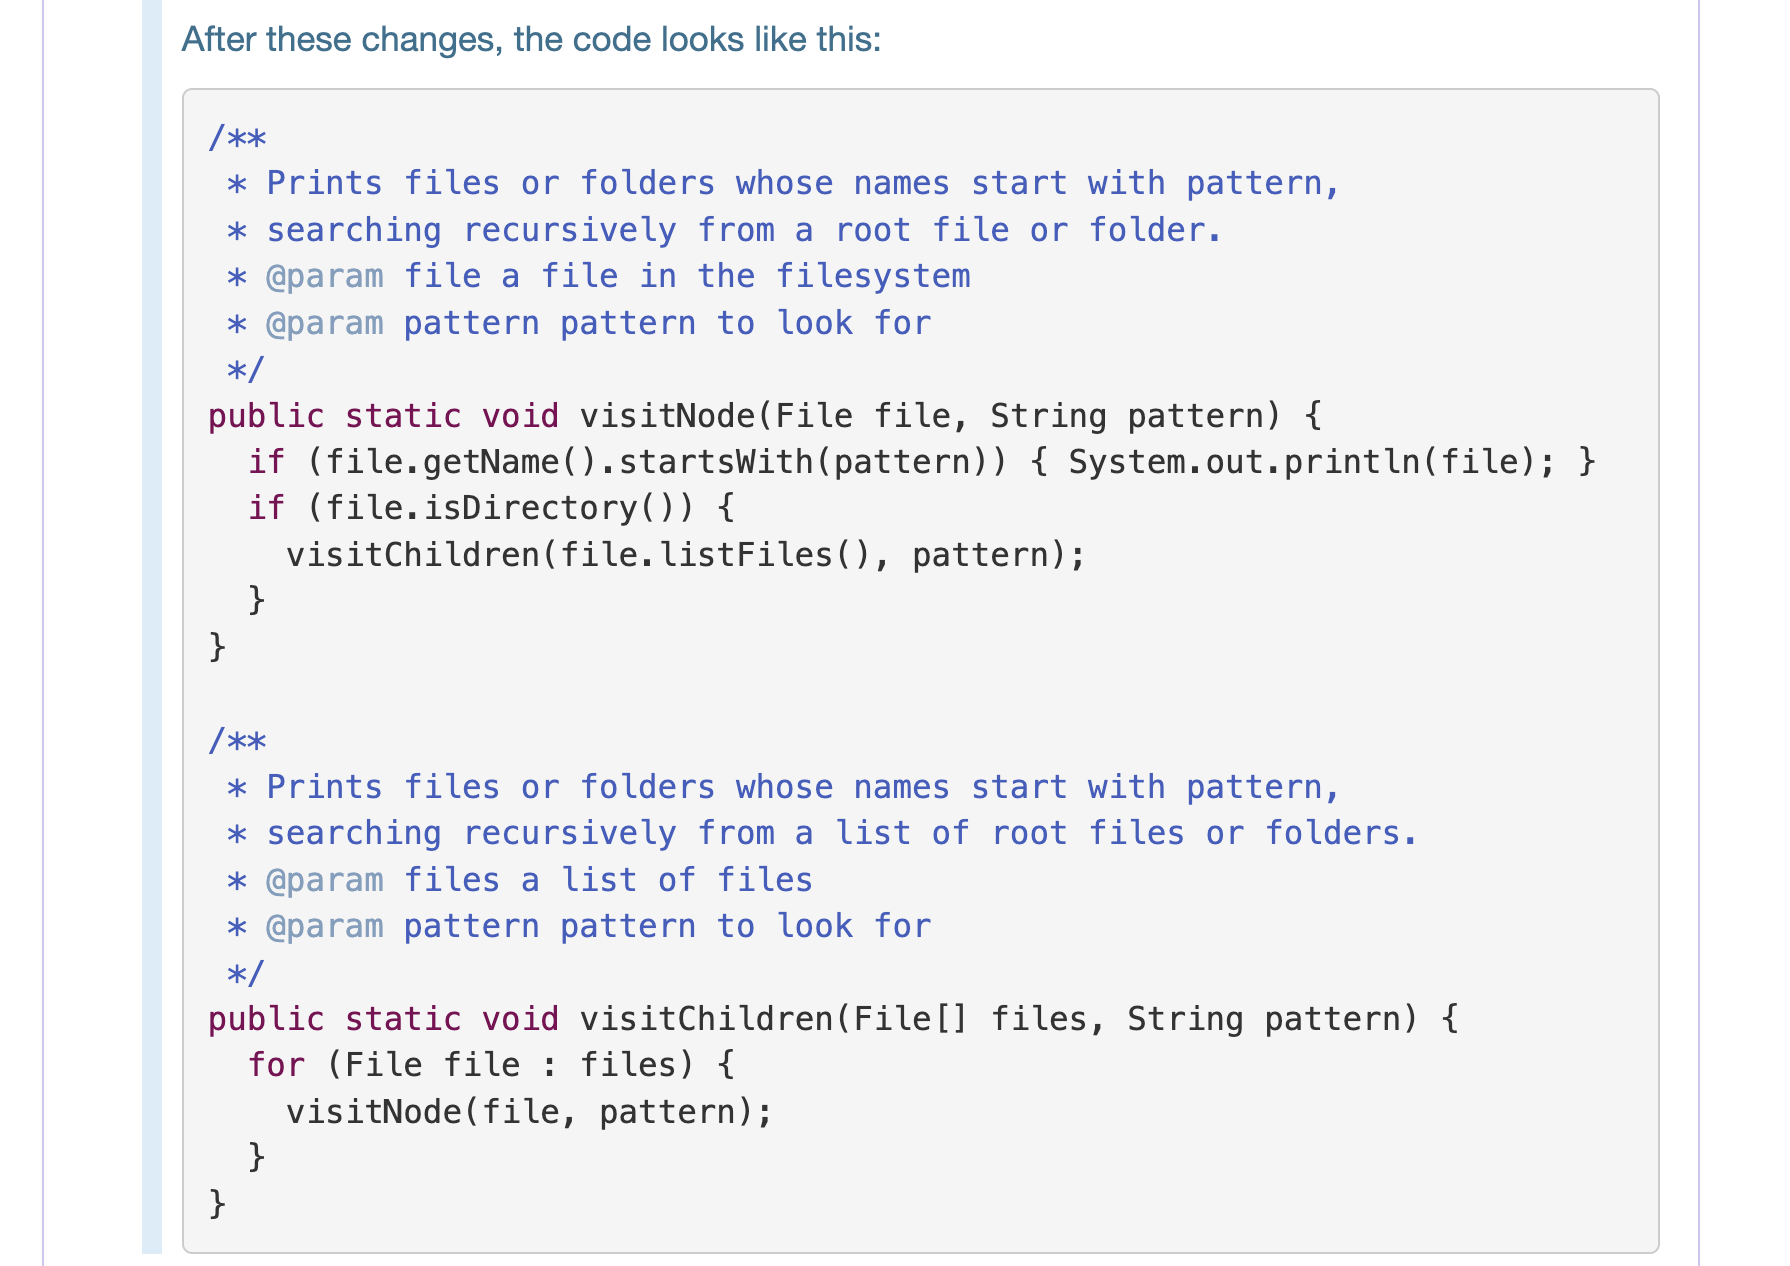 After these changes, the code looks like this:
/**
 * Prints files or folders whose names start with pattern,
 * searching recursively from a root file or folder.
 * @param file a file in the filesystem
 * @param pattern pattern to look for
 */
public static void visitNode(File file, String pattern) {
  if (file.getName().startsWith(pattern)) { System.out.println(file); }
  if (file.isDirectory()) {
    visitChildren(file.listFiles(), pattern);
  }
}

/**
 * Prints files or folders whose names start with pattern,
 * searching recursively from a list of root files or folders.
 * @param files a list of files
 * @param pattern pattern to look for
 */
public static void visitChildren(File[] files, String pattern) {
  for (File file : files) {
    visitNode(file, pattern);
  }
}